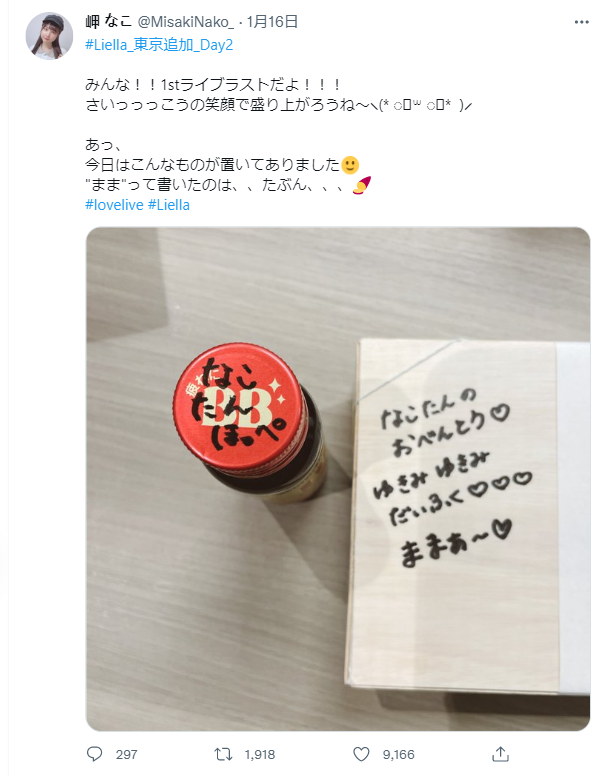 岬 なこ @MisakiNako_ · 1月16日
#Liella_東京追加_Day2
みんな！！1stライブラストだよ！！！
さいっっっこうの笑顔で盛り上がろうね〜
あっ、
今日はこんなものが置いてありました🙂
"まま"って書いたのは、、たぶん、、、🍠
#lovelive #Liella
疲れに
BB
なこ
たん
ほっぺ
なこたんの
おべんとう♡
ゆきみ ゆきみ
だいふく♡♡♡
ままぁ〜♡
297 1,918 9,166